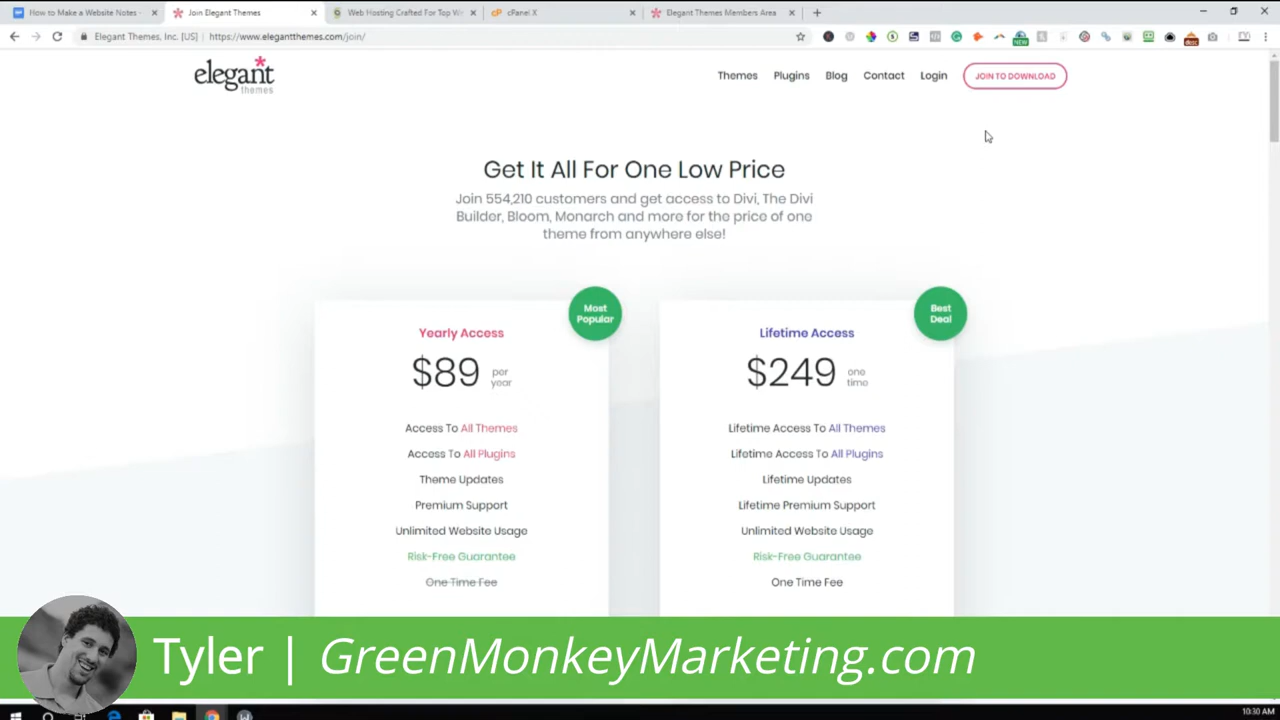 How to Make a Website Notes
Join Elegant Themes
Web Hosting Crafted For Top W
cPanel X
Elegant Themes Members Area
Elegant Themes, Inc. [US] | https://www.elegantthemes.com/join/
NEW
desc
elegant
themes
Themes
Plugins
Blog
Contact
Login
JOIN TO DOWNLOAD
Get It All For One Low Price
Join 554,210 customers and get access to Divi, The Divi
Builder, Bloom, Monarch and more for the price of one
theme from anywhere else!
Most
Popular
Yearly Access
$89 per
year
Access To All Themes
Access To All Plugins
Theme Updates
Premium Support
Unlimited Website Usage
Risk-Free Guarantee
One Time Fee
Best
Deal
Lifetime Access
$249 one
time
Lifetime Access To All Themes
Lifetime Access To All Plugins
Lifetime Updates
Lifetime Premium Support
Unlimited Website Usage
Risk-Free Guarantee
One Time Fee
Tyler | GreenMonkeyMarketing.com
10:30 AM